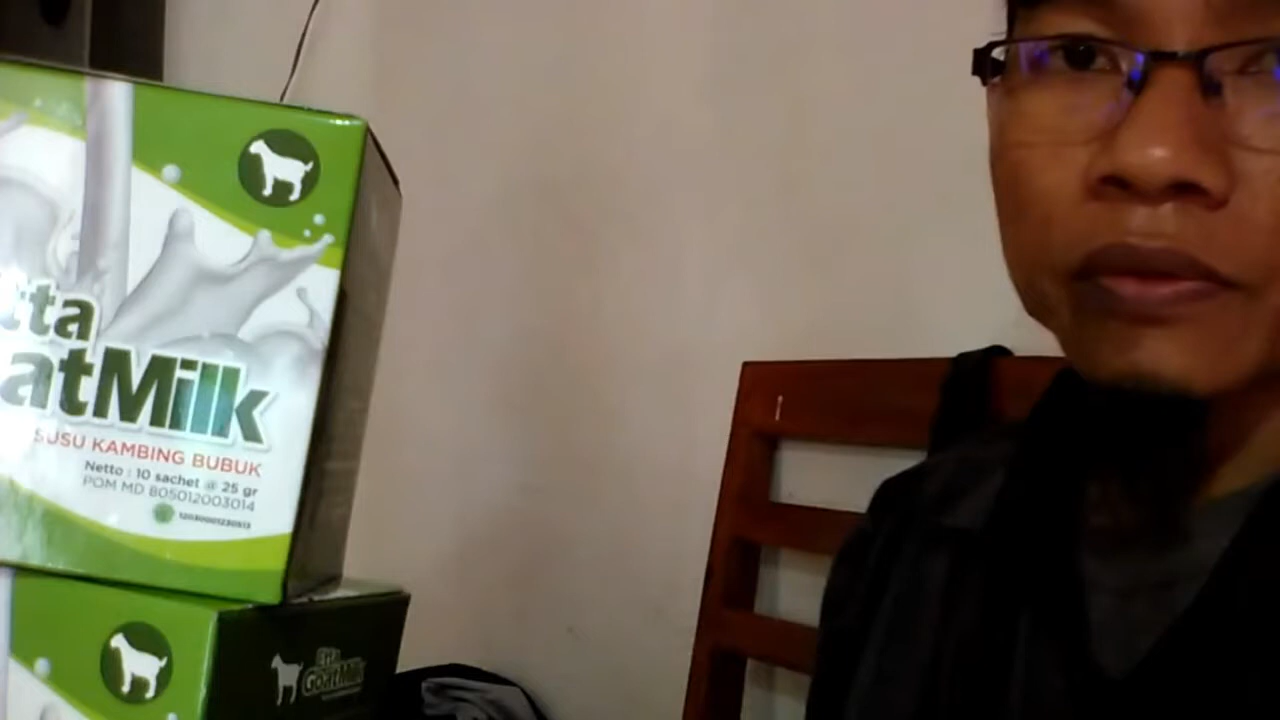 tta
atMilk
SUSU KAMBING BUBUK
Netto : 10 sachet @ 25 gr
POM MD 805012003014
Etta
GoatMilk